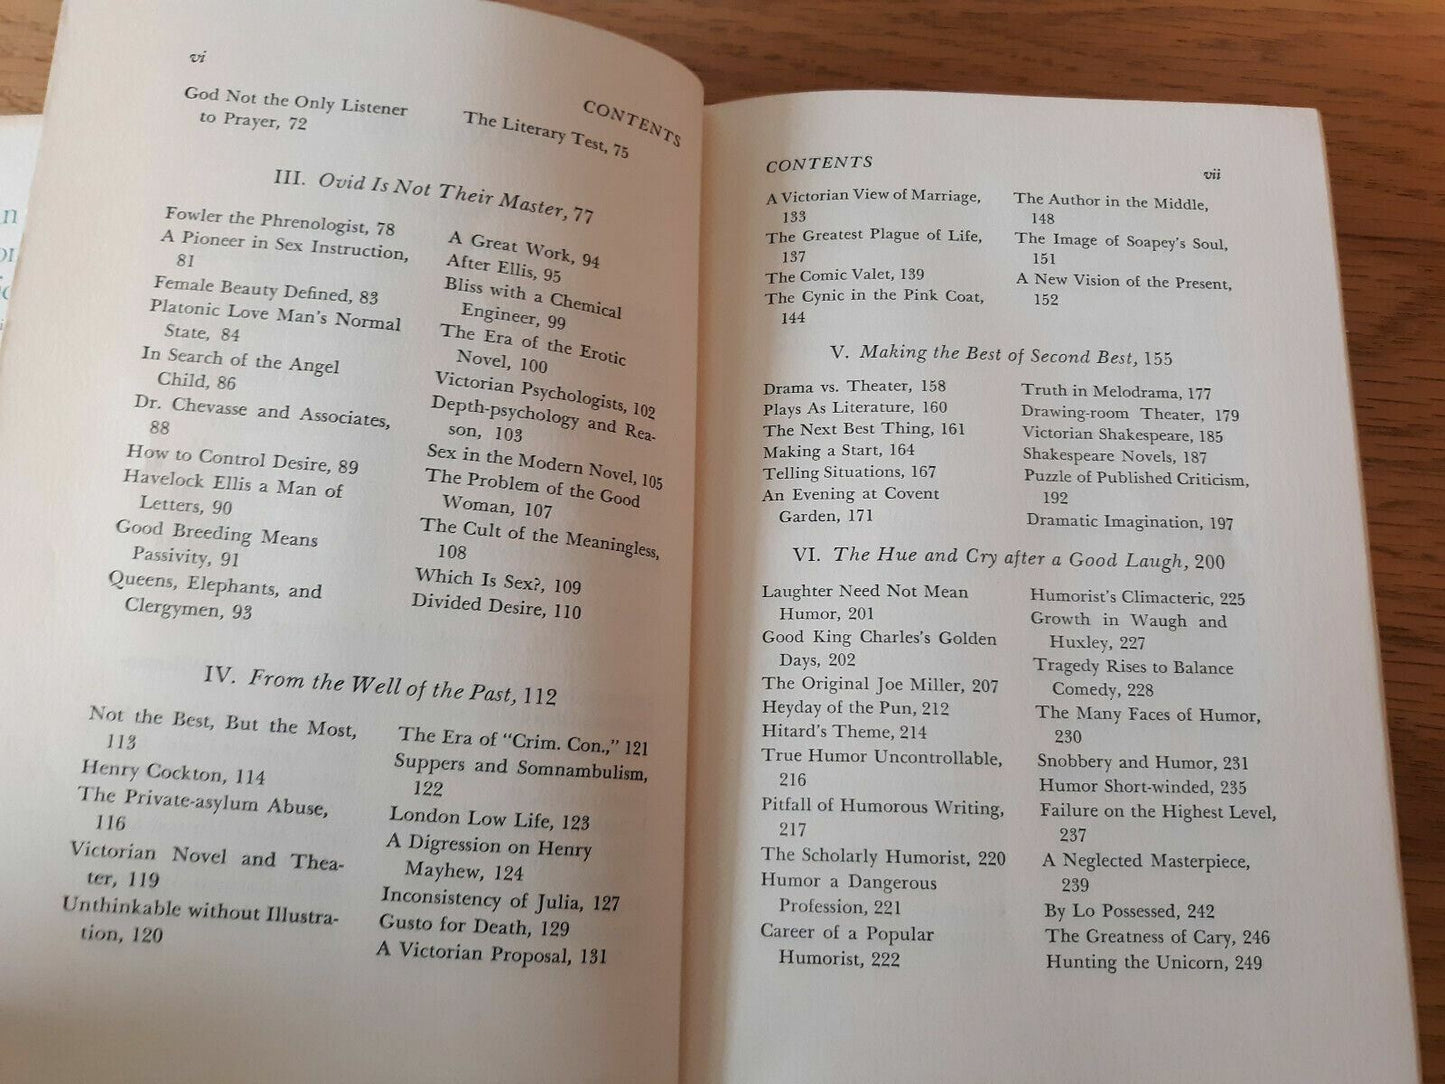 vi
CONTENTS
God Not the Only Listener
to Prayer, 72
The Literary Test, 75
III. Ovid Is Not Their Master, 77
Fowler the Phrenologist, 78
A Pioneer in Sex Instruction,
81
Female Beauty Defined, 83
Platonic Love Man's Normal
State, 84
In Search of the Angel
Child, 86
Dr. Chevasse and Associates,
88
How to Control Desire, 89
Havelock Ellis a Man of
Letters, 90
Good Breeding Means
Passivity, 91
Queens, Elephants, and
Clergymen, 93
A Great Work, 94
After Ellis, 95
Bliss with a Chemical
Engineer, 99
The Era of the Erotic
Novel, 100
Victorian Psychologists, 102
Depth-psychology and Rea-
son, 103
Sex in the Modern Novel, 105
The Problem of the Good
Woman, 107
The Cult of the Meaningless,
108
Which Is Sex?, 109
Divided Desire, 110
IV. From the Well of the Past, 112
Not the Best, But the Most,
113
Henry Cockton, 114
The Private-asylum Abuse,
116
Victorian Novel and Thea-
ter, 119
Unthinkable without Illustra-
tion, 120
The Era of "Crim. Con.," 121
Suppers and Somnambulism,
122
London Low Life, 123
A Digression on Henry
Mayhew, 124
Inconsistency of Julia, 127
Gusto for Death, 129
A Victorian Proposal, 131
CONTENTS
vii
A Victorian View of Marriage,
133
The Greatest Plague of Life,
137
The Comic Valet, 139
The Cynic in the Pink Coat,
144
The Author in the Middle,
148
The Image of Soapey's Soul,
151
A New Vision of the Present,
152
V. Making the Best of Second Best, 155
Drama vs. Theater, 158
Plays As Literature, 160
The Next Best Thing, 161
Making a Start, 164
Telling Situations, 167
An Evening at Covent
Garden, 171
Truth in Melodrama, 177
Drawing-room Theater, 179
Victorian Shakespeare, 185
Shakespeare Novels, 187
Puzzle of Published Criticism,
192
Dramatic Imagination, 197
VI. The Hue and Cry after a Good Laugh, 200
Laughter Need Not Mean
Humor, 201
Good King Charles's Golden
Days, 202
The Original Joe Miller, 207
Heyday of the Pun, 212
Hitard's Theme, 214
True Humor Uncontrollable,
216
Pitfall of Humorous Writing,
217
The Scholarly Humorist, 220
Humor a Dangerous
Profession, 221
Career of a Popular
Humorist, 222
Humorist's Climacteric, 225
Growth in Waugh and
Huxley, 227
Tragedy Rises to Balance
Comedy, 228
The Many Faces of Humor,
230
Snobbery and Humor, 231
Humor Short-winded, 235
Failure on the Highest Level,
237
A Neglected Masterpiece,
239
By Lo Possessed, 242
The Greatness of Cary, 246
Hunting the Unicorn, 249